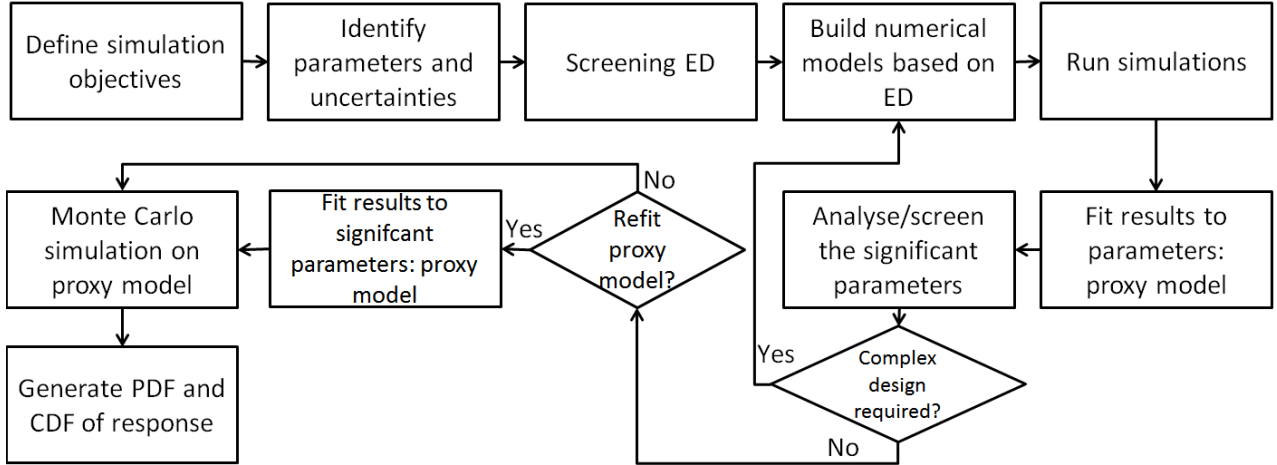 Define simulation
objectives
Identify
parameters and
uncertainties
Screening ED
Build numerical
models based on
ED
Run simulations
Fit results to
parameters:
proxy model
Analyse/screen
the significant
parameters
Complex
design
required?
Yes
No
Refit
proxy
model?
Yes
No
Fit results to
signifcant
parameters: proxy
model
Monte Carlo
simulation on
proxy model
Generate PDF and
CDF of response